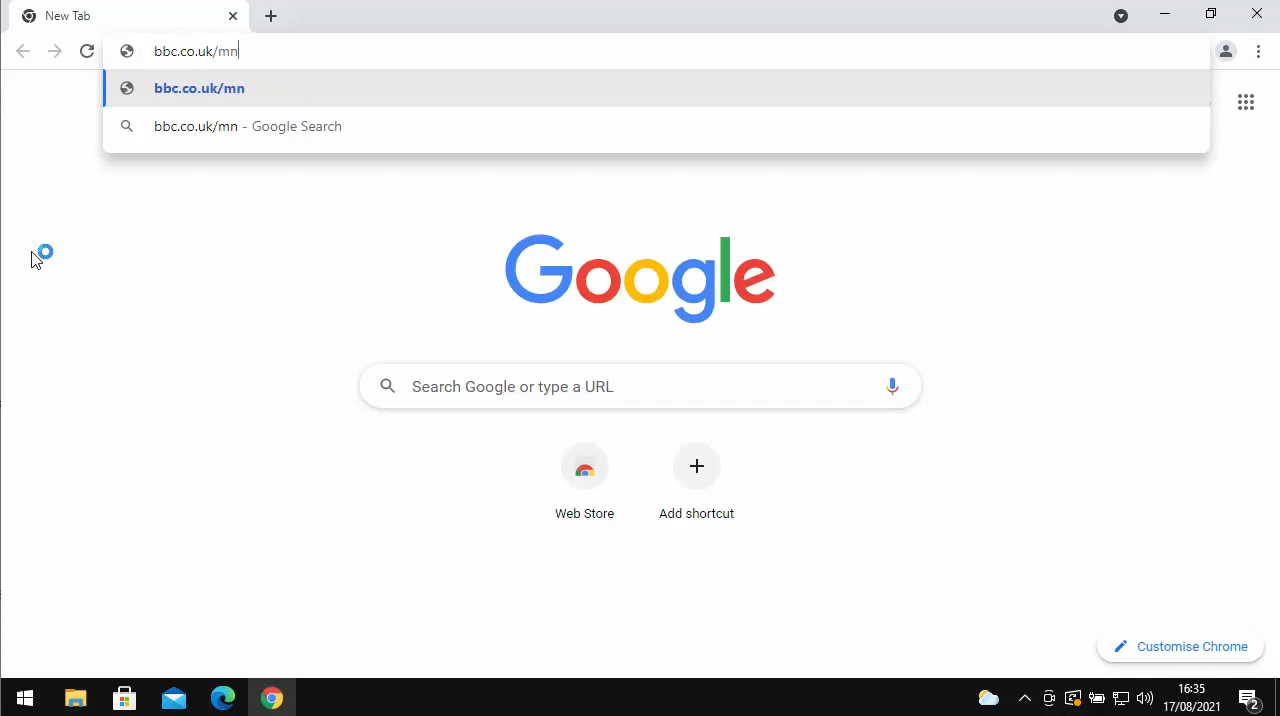 New Tab
bbc.co.uk/mn
bbc.co.uk/mn
bbc.co.uk/mn - Google Search
Google
Search Google or type a URL
Web Store
Add shortcut
Customise Chrome
16:35
17/08/2021
2